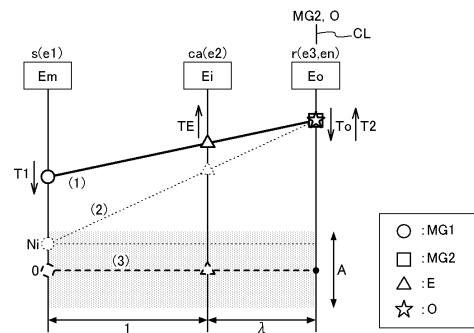 MG2, O
CL
s(e1)
ca(e2)
r(e3,en)
Em
Ei
Eo
TE
To
T2
T1
(1)
(2)
Ni
(3)
0
A
1
λ
○ :MG1
□ :MG2
△ :E
☆ :O